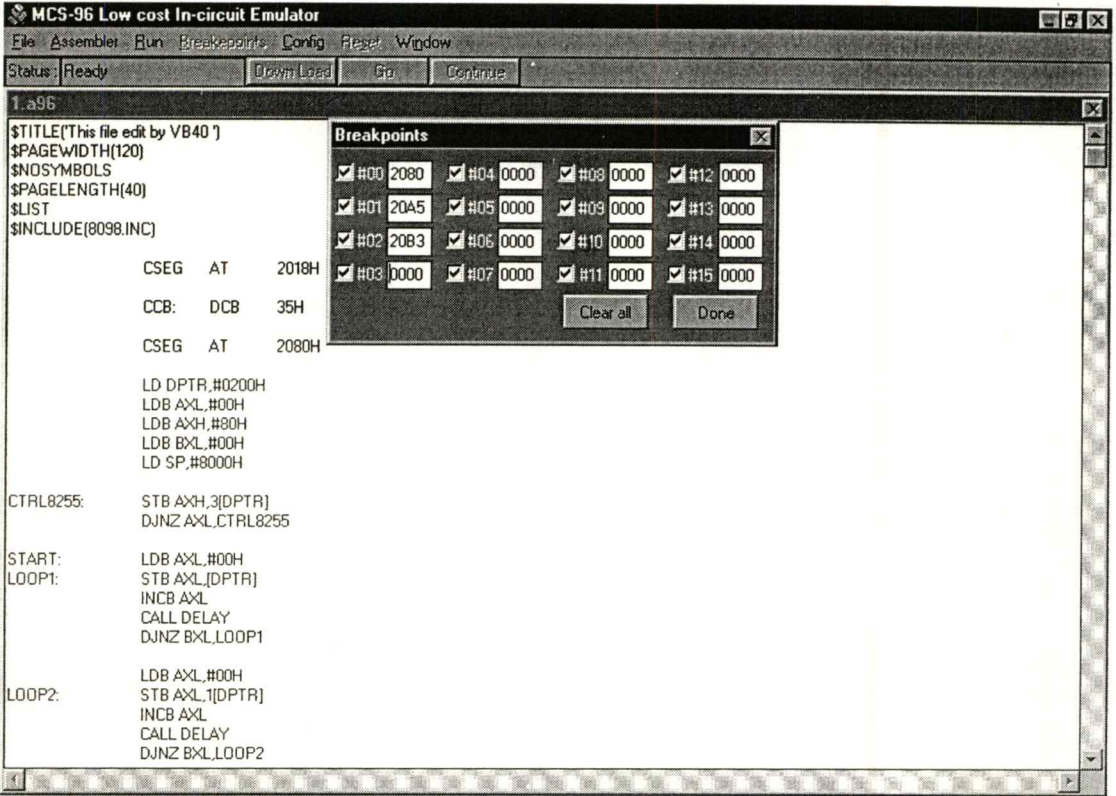 MCS-96 Low cost In-circuit Emulator
File Assembler Run Breakepoints Config Reset Window
Status : Ready Down Load Go Continue
1.a96
$TITLE('This file edit by VB40 ')
$PAGEWIDTH(120)
$NOSYMBOLS
$PAGELENGTH(40)
$LIST
$INCLUDE(8098.INC)
CSEG AT 2018H
CCB: DCB 35H
CSEG AT 2080H
LD DPTR,#0200H
LDB AXL,#00H
LDB AXH,#80H
LDB BXL,#00H
LD SP,#8000H
CTRL8255: STB AXH,3[DPTR]
DJNZ AXL,CTRL8255
START: LDB AXL,#00H
LOOP1: STB AXL,[DPTR]
INCB AXL
CALL DELAY
DJNZ BXL,LOOP1
LDB AXL,#00H
LOOP2: STB AXL,1[DPTR]
INCB AXL
CALL DELAY
DJNZ BXL,LOOP2
Breakpoints
#00 2080 #04 0000 #08 0000 #12 0000
#01 20A5 #05 0000 #09 0000 #13 0000
#02 20B3 #06 0000 #10 0000 #14 0000
#03 0000 #07 0000 #11 0000 #15 0000
Clear all Done